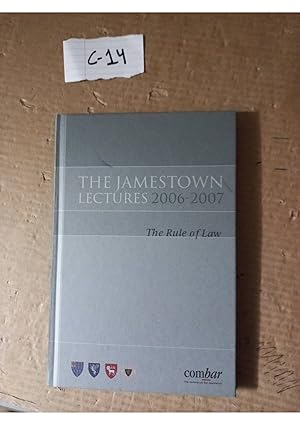 C-14
THE JAMESTOWN
LECTURES 2006-2007
The Rule of Law
combar